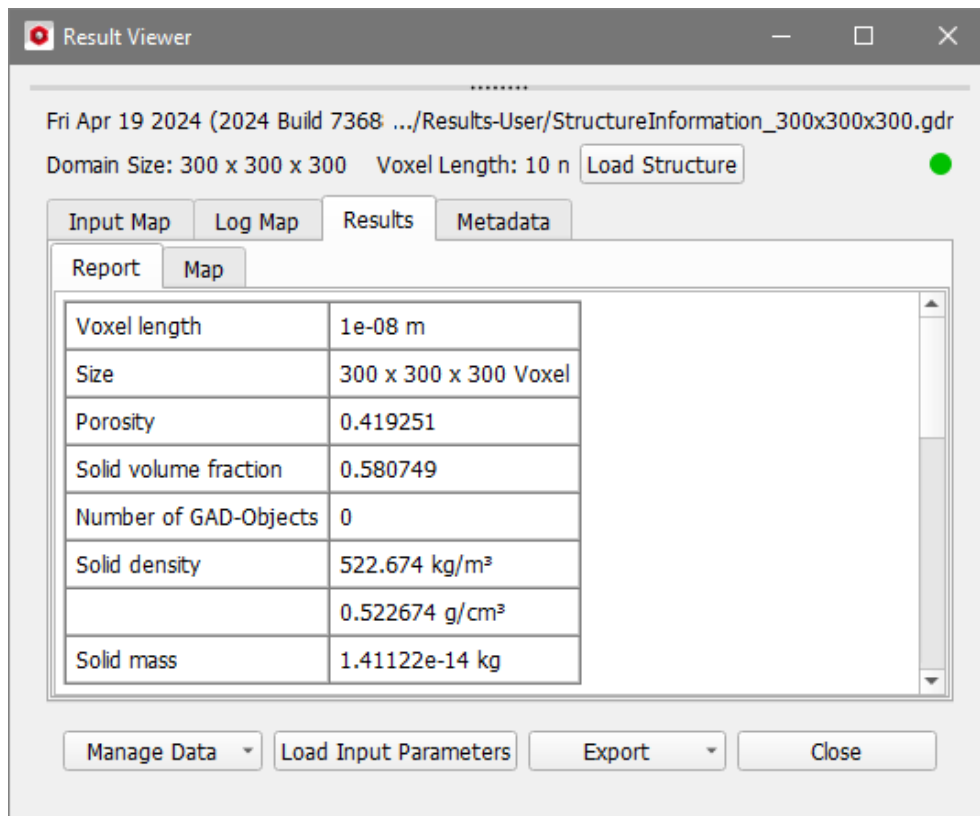 Result Viewer
Fri Apr 19 2024 (2024 Build 7368 .../Results-User/StructureInformation_300x300x300.gdr
Domain Size: 300 x 300 x 300 Voxel Length: 10 n Load Structure
Input Map Log Map Results Metadata
Report Map
Voxel length 1e-08 m
Size 300 x 300 x 300 Voxel
Porosity 0.419251
Solid volume fraction 0.580749
Number of GAD-Objects 0
Solid density 522.674 kg/m³
0.522674 g/cm³
Solid mass 1.41122e-14 kg
Manage Data Load Input Parameters Export Close